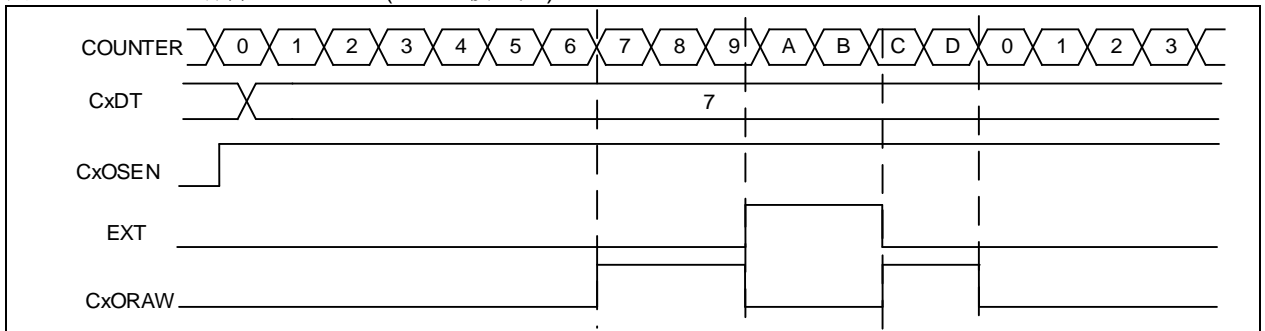 COUNTER 0 1 2 3 4 5 6 7 8 9 A B C D 0 1 2 3
CxDT 7
CxOSEN
EXT
CxORAW